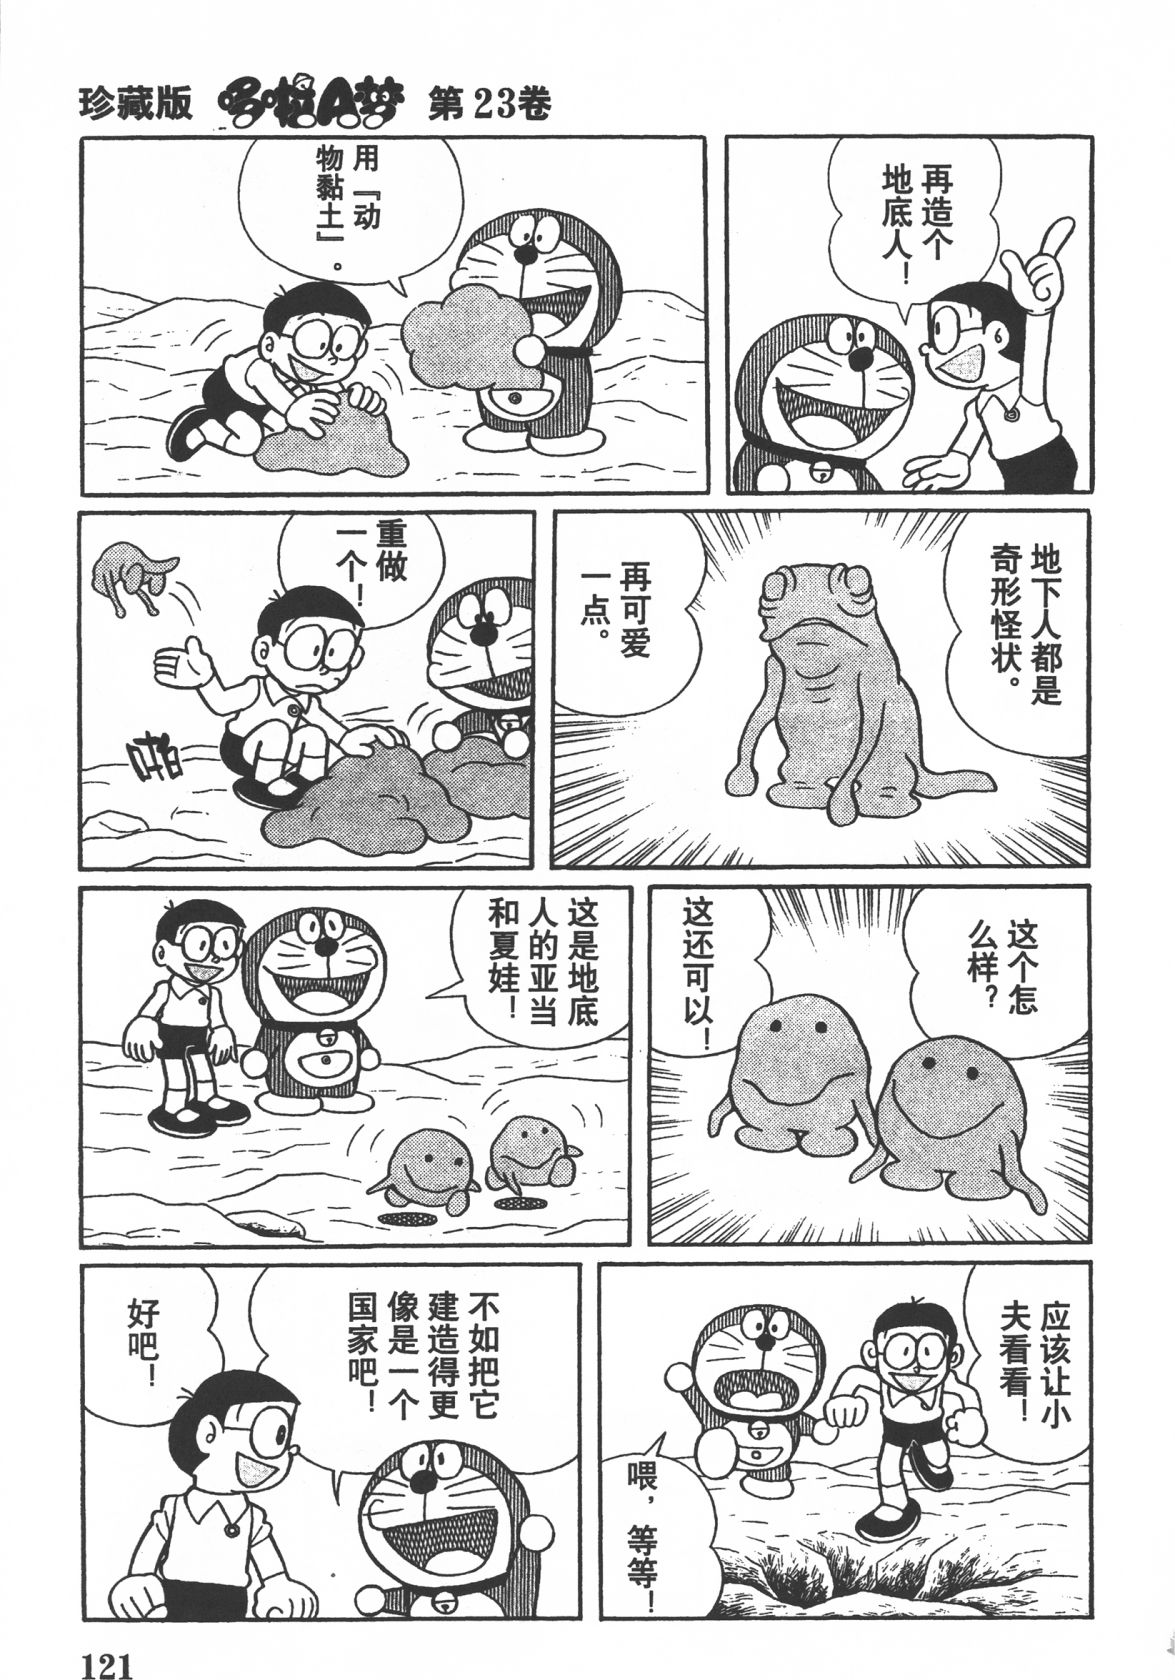 珍藏版 哆啦A梦 第23卷
再造个
地底人！
用『动
物黏土』。
地下人都是
奇形怪状。
再可爱
一点。
重做
一个！
啪
这个怎
么样？
这还可以！
这是地底
人的亚当
和夏娃！
应该让小
夫看看！
喂，等等！
不如把它
建造得更
像是一个
国家吧！
好吧！
121